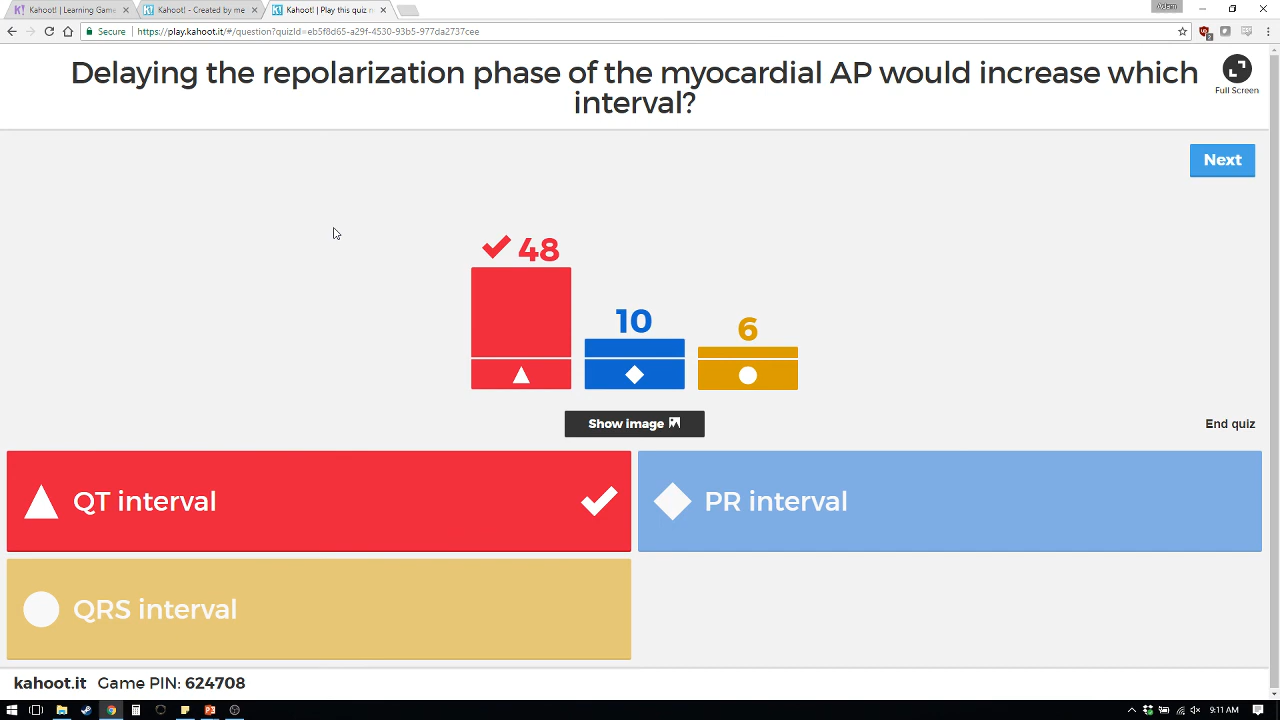 Kahoot! | Learning Game
Kahoot! - Created by me
Kahoot! | Play this quiz n
Adam
Secure
https://play.kahoot.it/#/question?quizId=eb5f8d65-a29f-4530-93b5-977da2737cee
Delaying the repolarization phase of the myocardial AP would increase which
interval?
Full Screen
Next
48
10
6
Show image
End quiz
QT interval
PR interval
QRS interval
kahoot.it Game PIN: 624708
9:11 AM